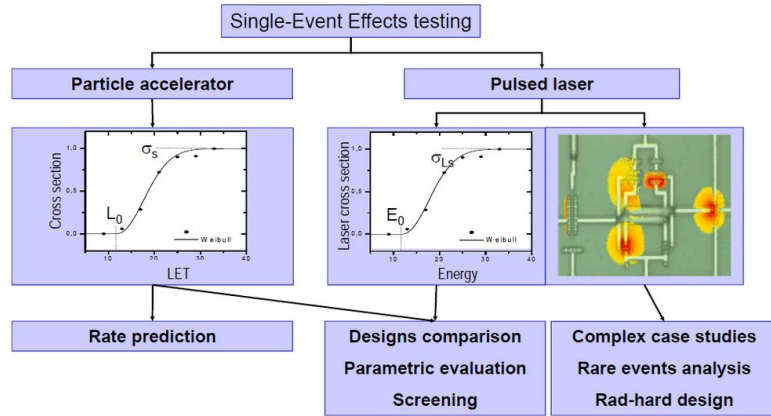 Single-Event Effects testing
Particle accelerator
Pulsed laser
Cross section
1,0
0,5
0,0
σs
L0
Weibull
10
20
30
40
LET
Laser cross section
1,0
0,5
0,0
σLs
E0
Weibull
10
20
30
40
Energy
Rate prediction
Designs comparison
Parametric evaluation
Screening
Complex case studies
Rare events analysis
Rad-hard design